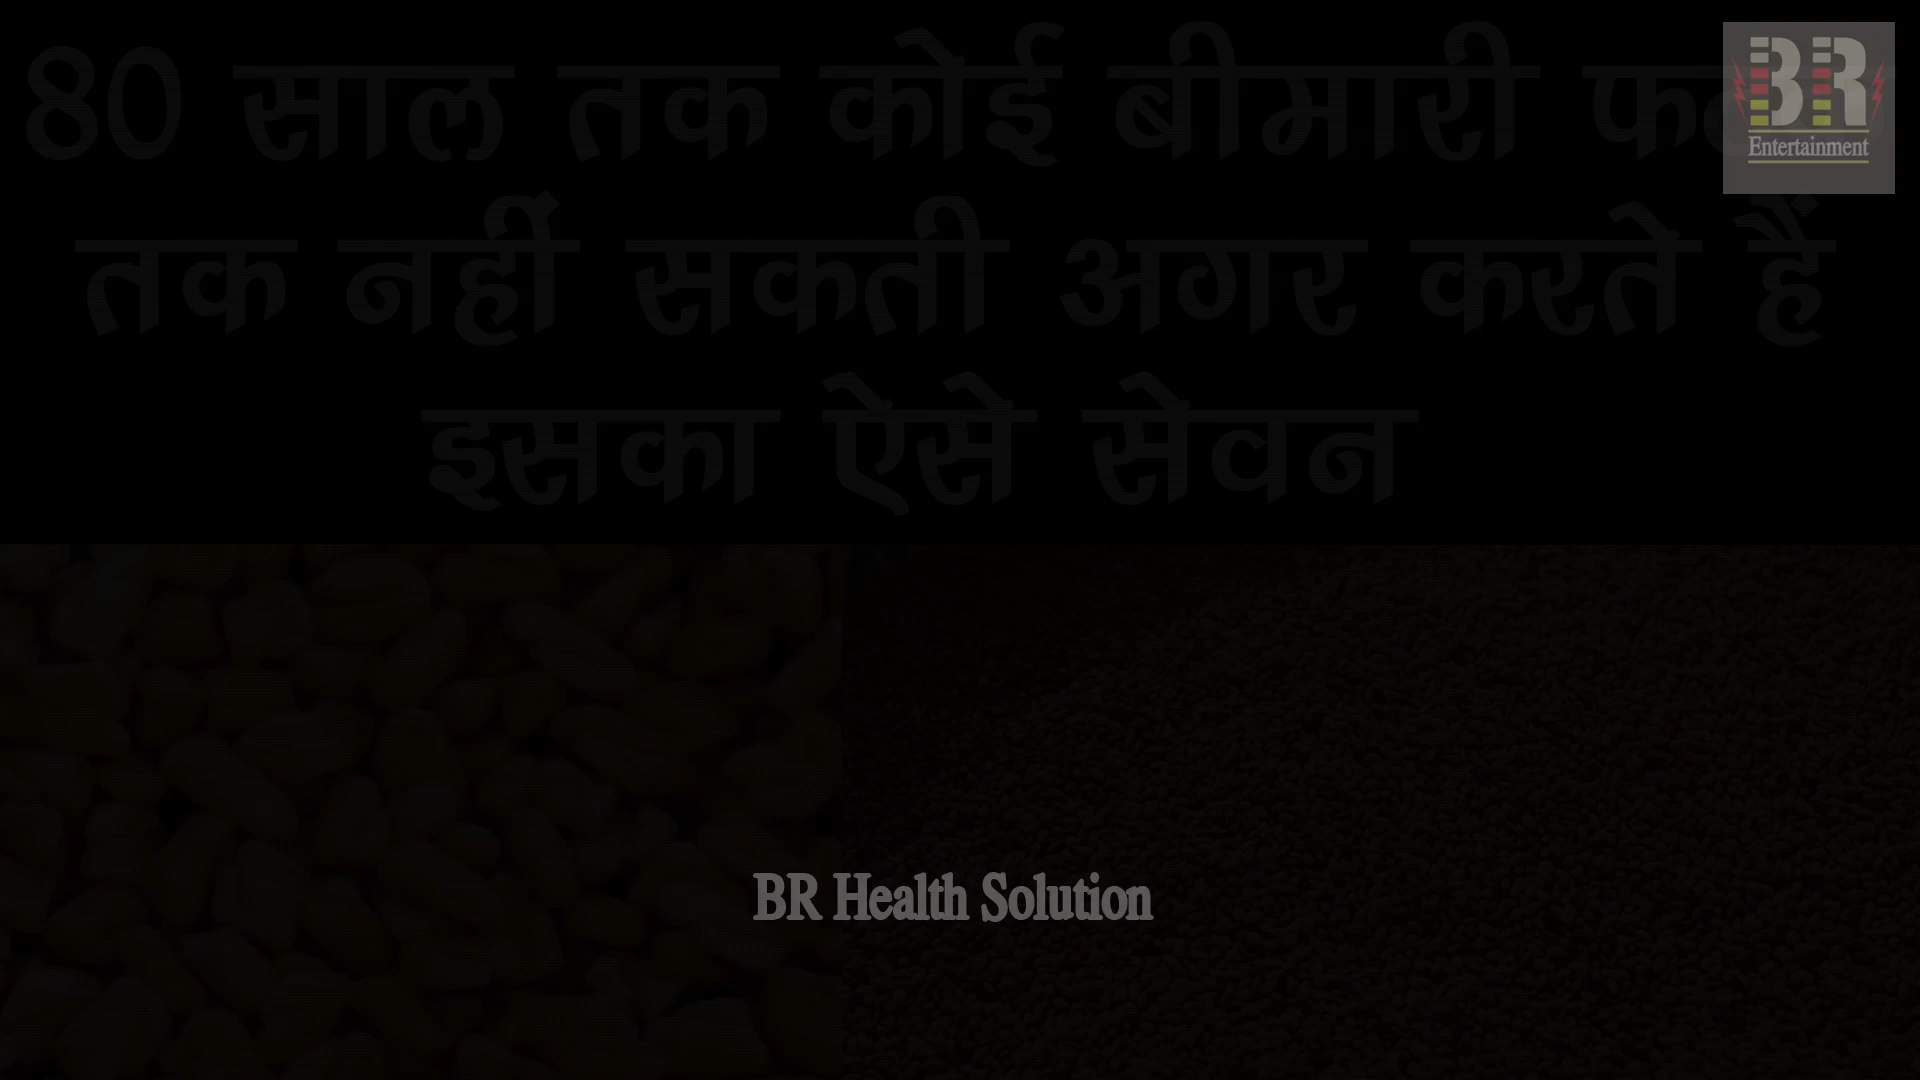 80 साल तक कोई बीमारी
तक नहीं सकती अगर करते हैं
इसका ऐसे सेवन
BR
Entertainment
BR Health Solution